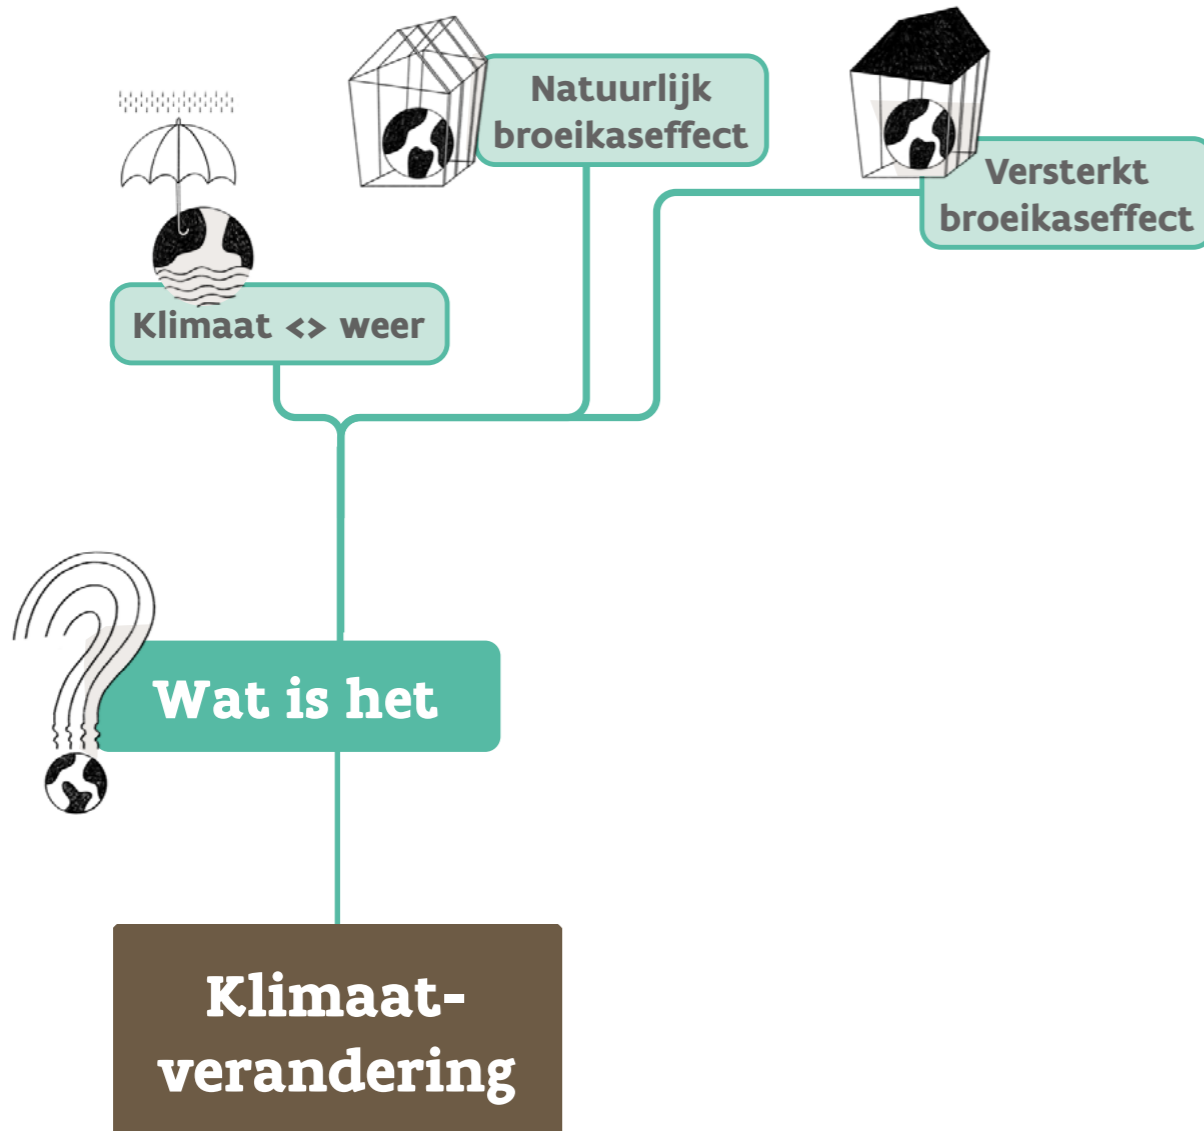 Natuurlijk
broeikaseffect
Versterkt
broeikaseffect
Klimaat <> weer
Wat is het
Klimaat-
verandering